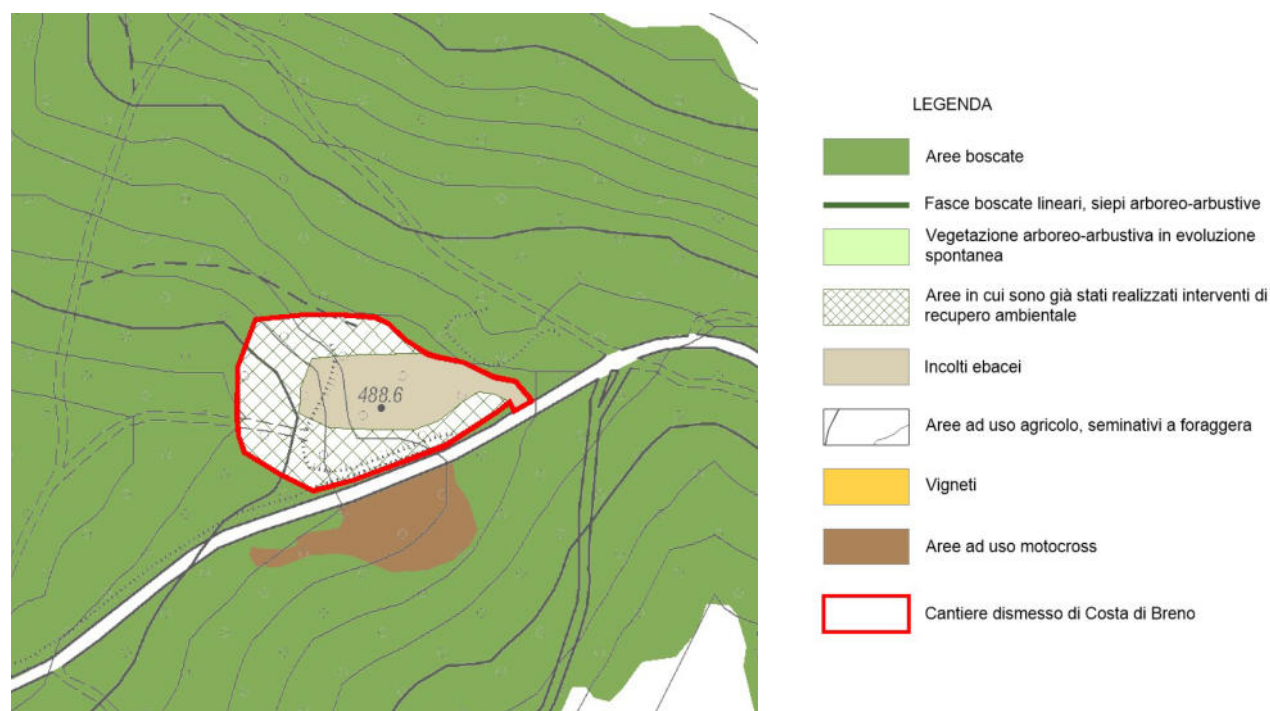 488.6
LEGENDA
Aree boscate
Fasce boscate lineari, siepi arboreo-arbustive
Vegetazione arboreo-arbustiva in evoluzione
spontanea
Aree in cui sono già stati realizzati interventi di
recupero ambientale
Incolti ebacei
Aree ad uso agricolo, seminativi a foraggera
Vigneti
Aree ad uso motocross
Cantiere dismesso di Costa di Breno